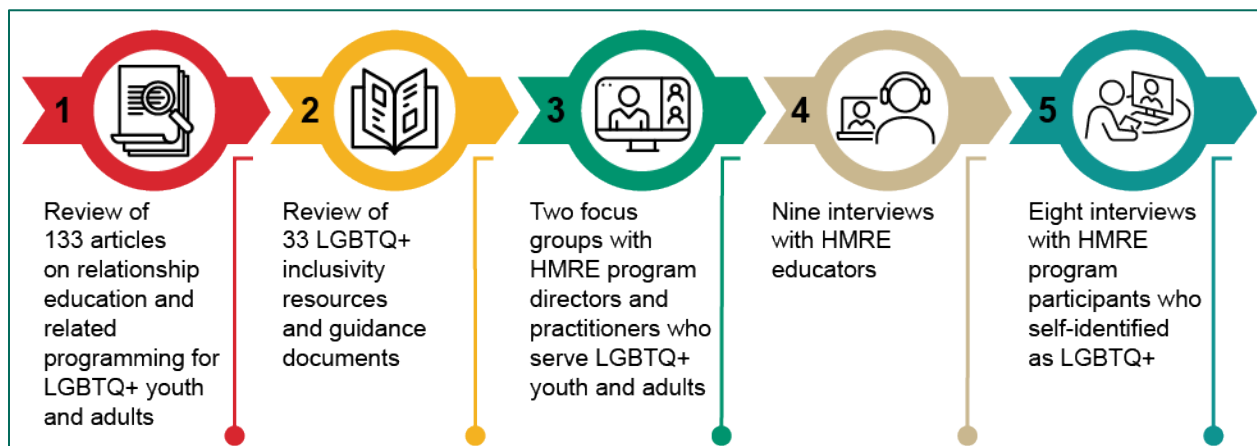 1
Review of
133 articles
on relationship
education and
related
programming for
LGBTQ+ youth
and adults
2
Review of
33 LGBTQ+
inclusivity
resources
and guidance
documents
3
Two focus
groups with
HMRE program
directors and
practitioners who
serve LGBTQ+
youth and adults
4
Nine interviews
with HMRE
educators
5
Eight interviews
with HMRE
program
participants who
self-identified
as LGBTQ+